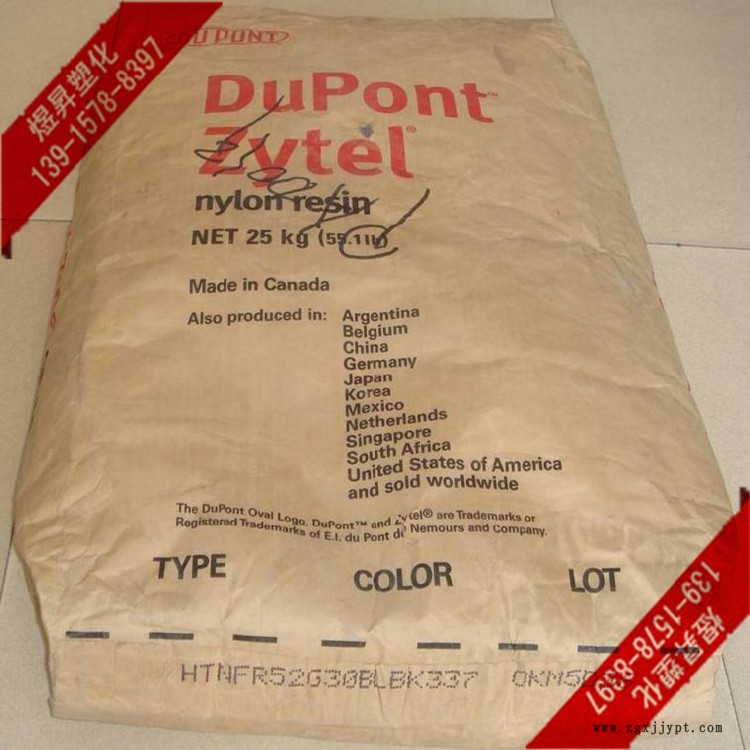 DUPONT
DuPont™
Zytel®
nylon resin
NET 25 kg (55.1lb)
Made in Canada
Also produced in:
Argentina
Belgium
China
Germany
Japan
Korea
Mexico
Netherlands
Singapore
South Africa
United States of America
and sold worldwide
The DuPont Oval Logo, DuPont™ and Zytel® are Trademarks or
Registered Trademarks of E.I. du Pont de Nemours and Company.
TYPE COLOR LOT
HTNFR52G30BLBK337
煜昇塑化
139-1578-8397
煜昇塑化
139-1578-8397
www.zgxjjypt.com